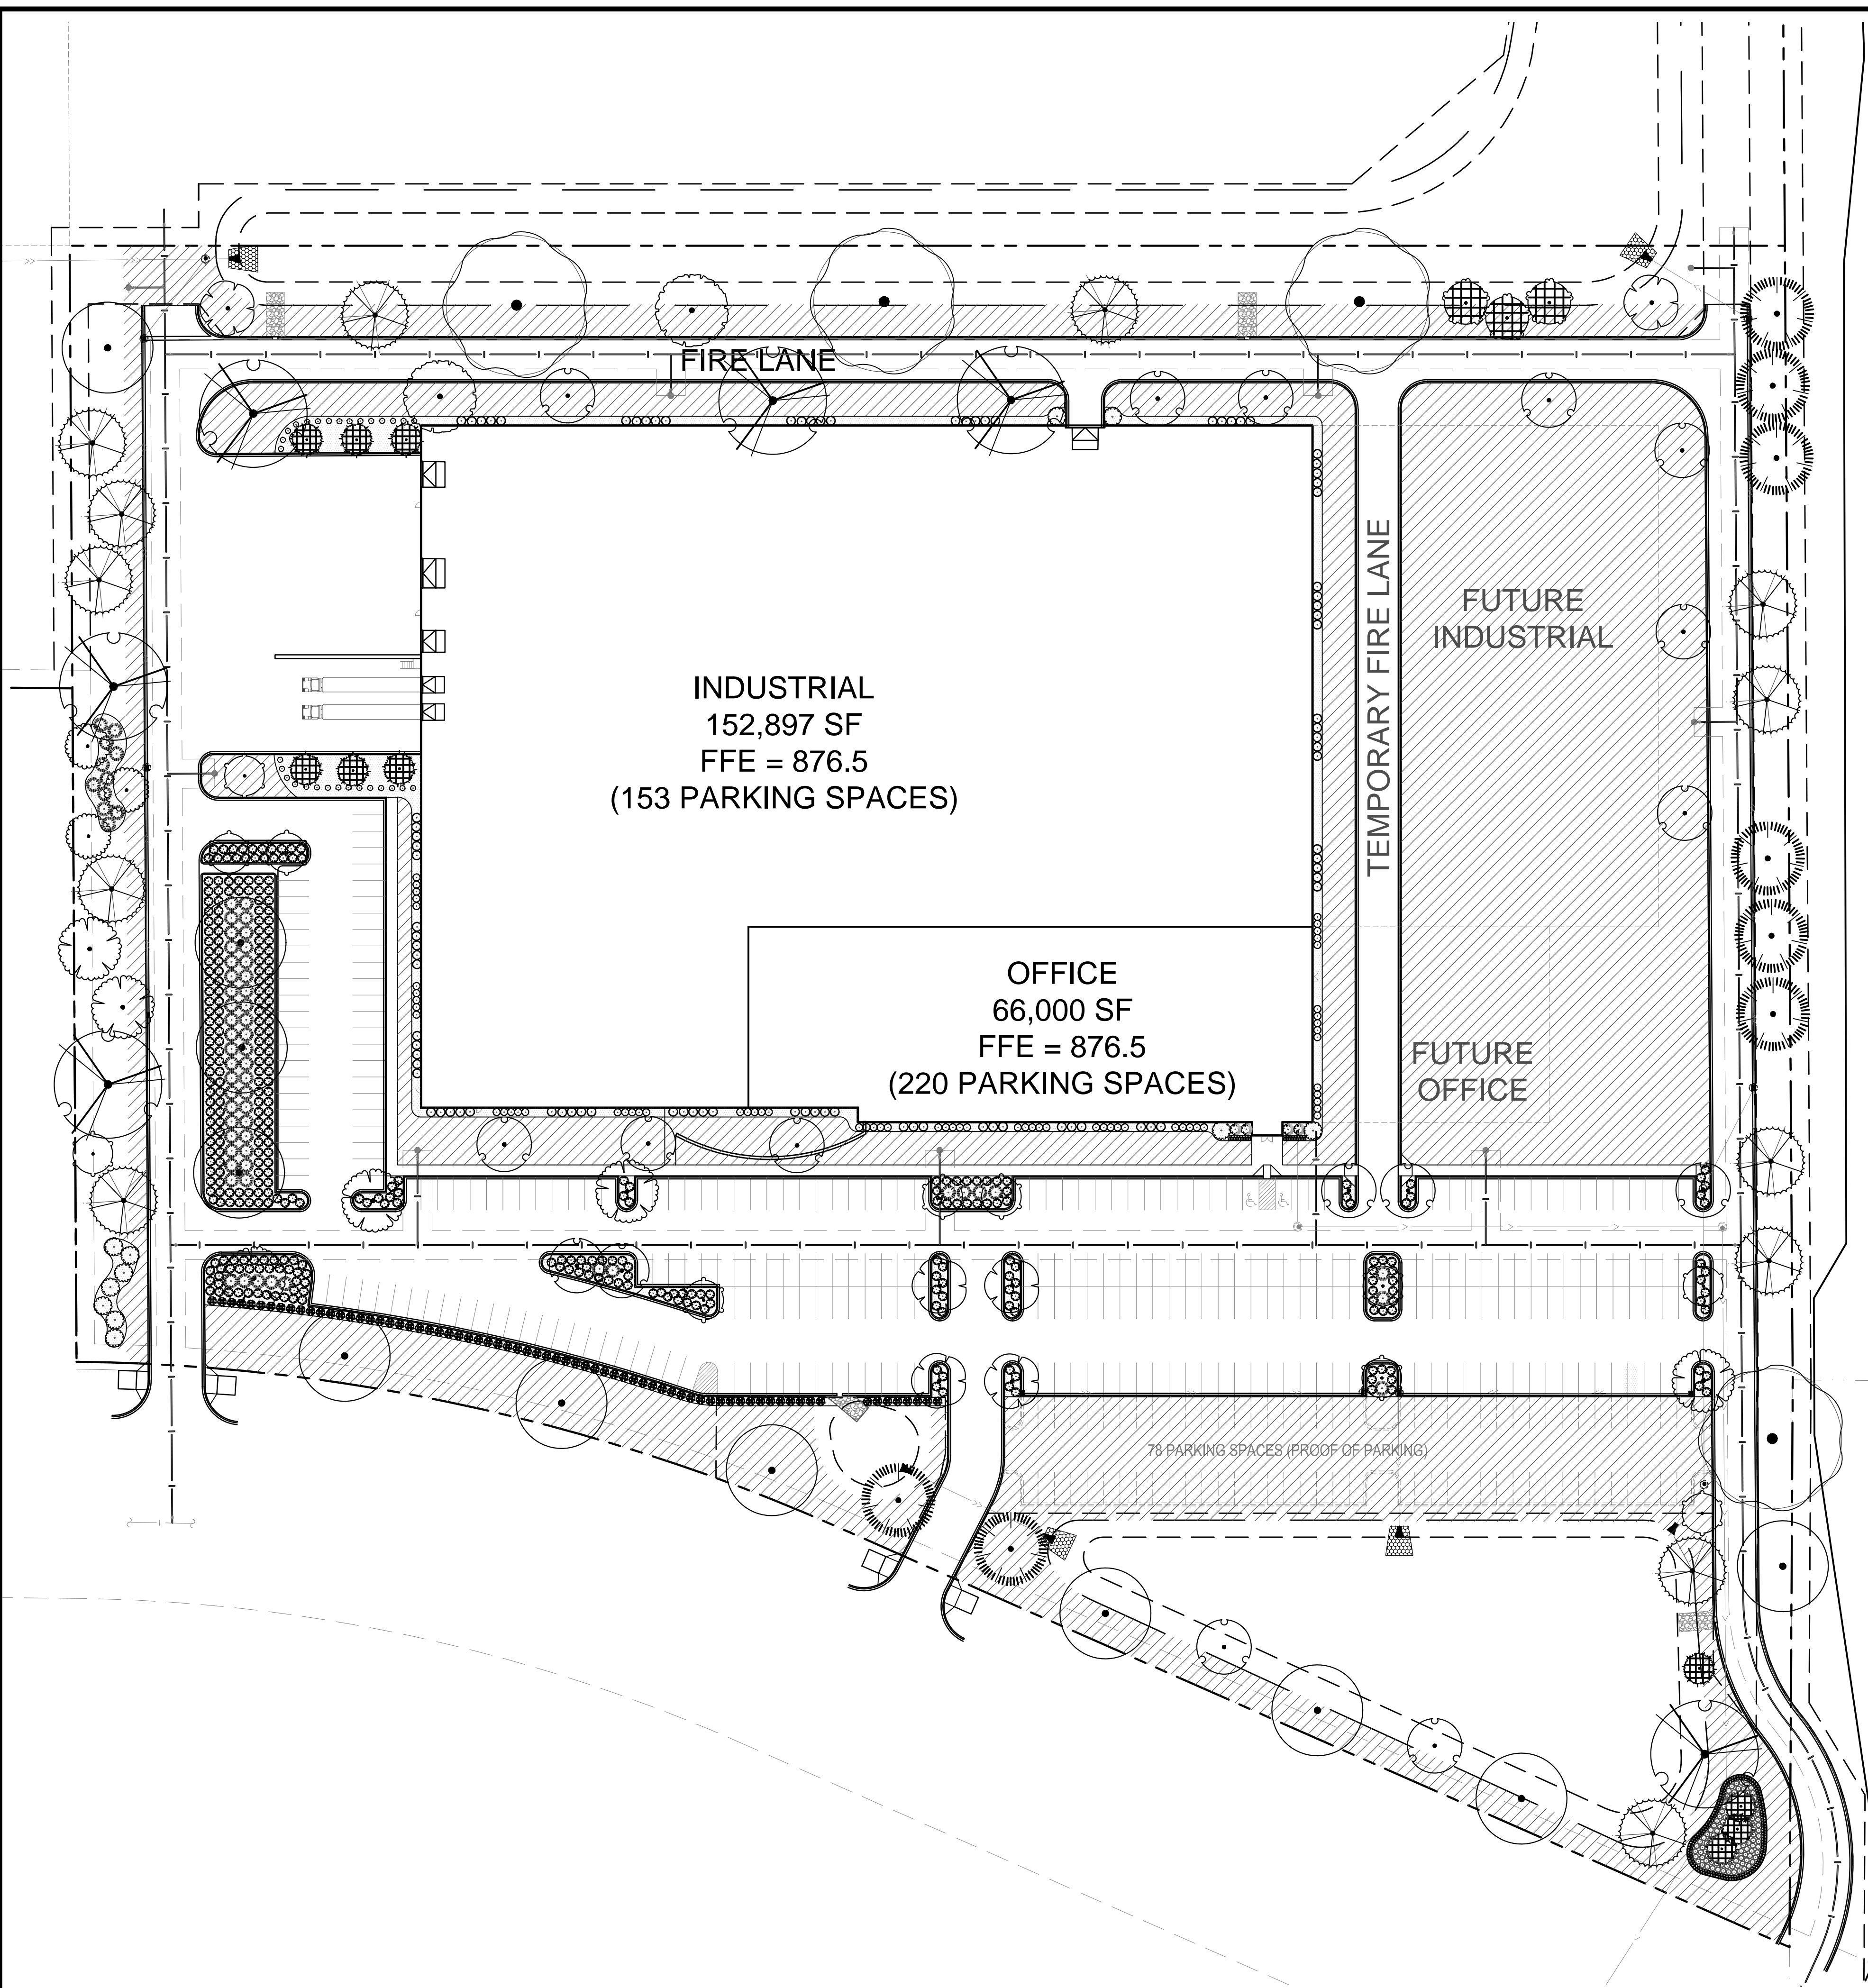 FIRE LANE
TEMPORARY FIRE LANE
FUTURE
INDUSTRIAL
INDUSTRIAL
152,897 SF
FFE = 876.5
(153 PARKING SPACES)
OFFICE
66,000 SF
FFE = 876.5
(220 PARKING SPACES)
FUTURE
OFFICE
78 PARKING SPACES (PROOF OF PARKING)